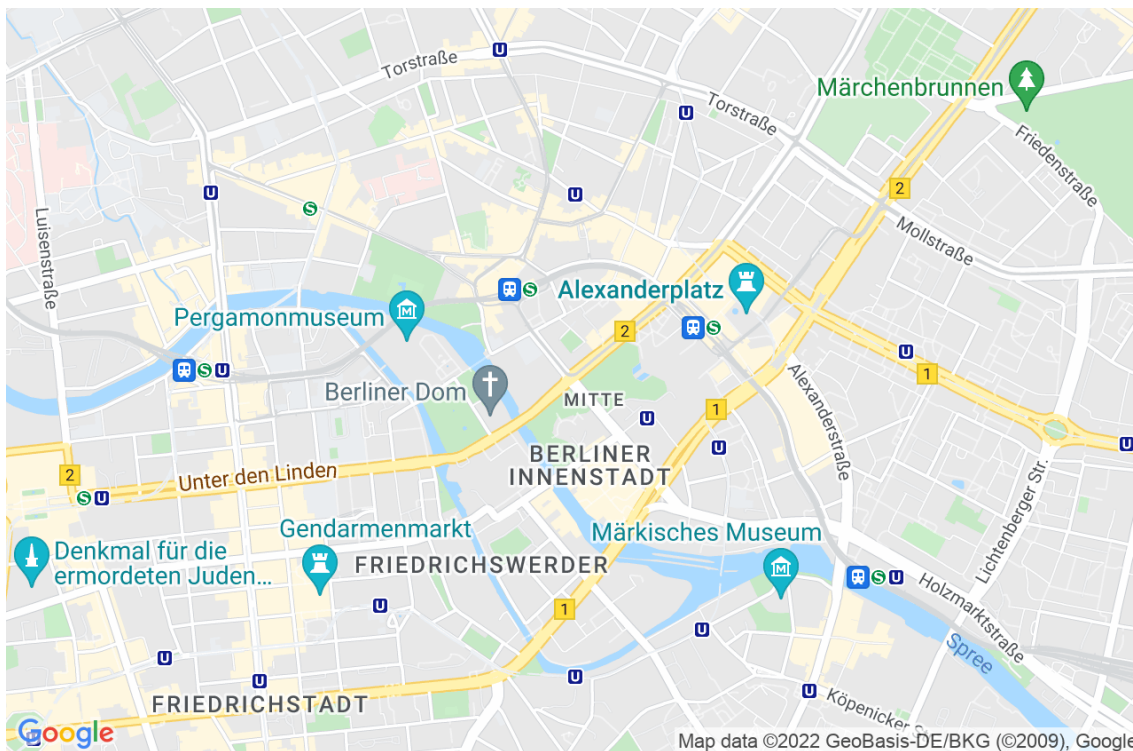 U
Torstraße
Märchenbrunnen
U
Torstraße
Friedenstraße
U
U
2
S
Luisenstraße
Mollstraße
S
Alexanderplatz
Pergamonmuseum
2
S
U
S U
1
Berliner Dom
MITTE
1
U
Alexanderstraße
U
U
BERLINER
INNENSTADT
Unter den Linden
2
S U
Lichtenberger Str.
Gendarmenmarkt
Märkisches Museum
Denkmal für die
ermordeten Juden...
FRIEDRICHSWERDER
S U
Holzmarktstraße
U
1
U
Spree
U
U
U
U
FRIEDRICHSTADT
Köpenicker S
Google
Map data ©2022 GeoBasis-DE/BKG (©2009), Google